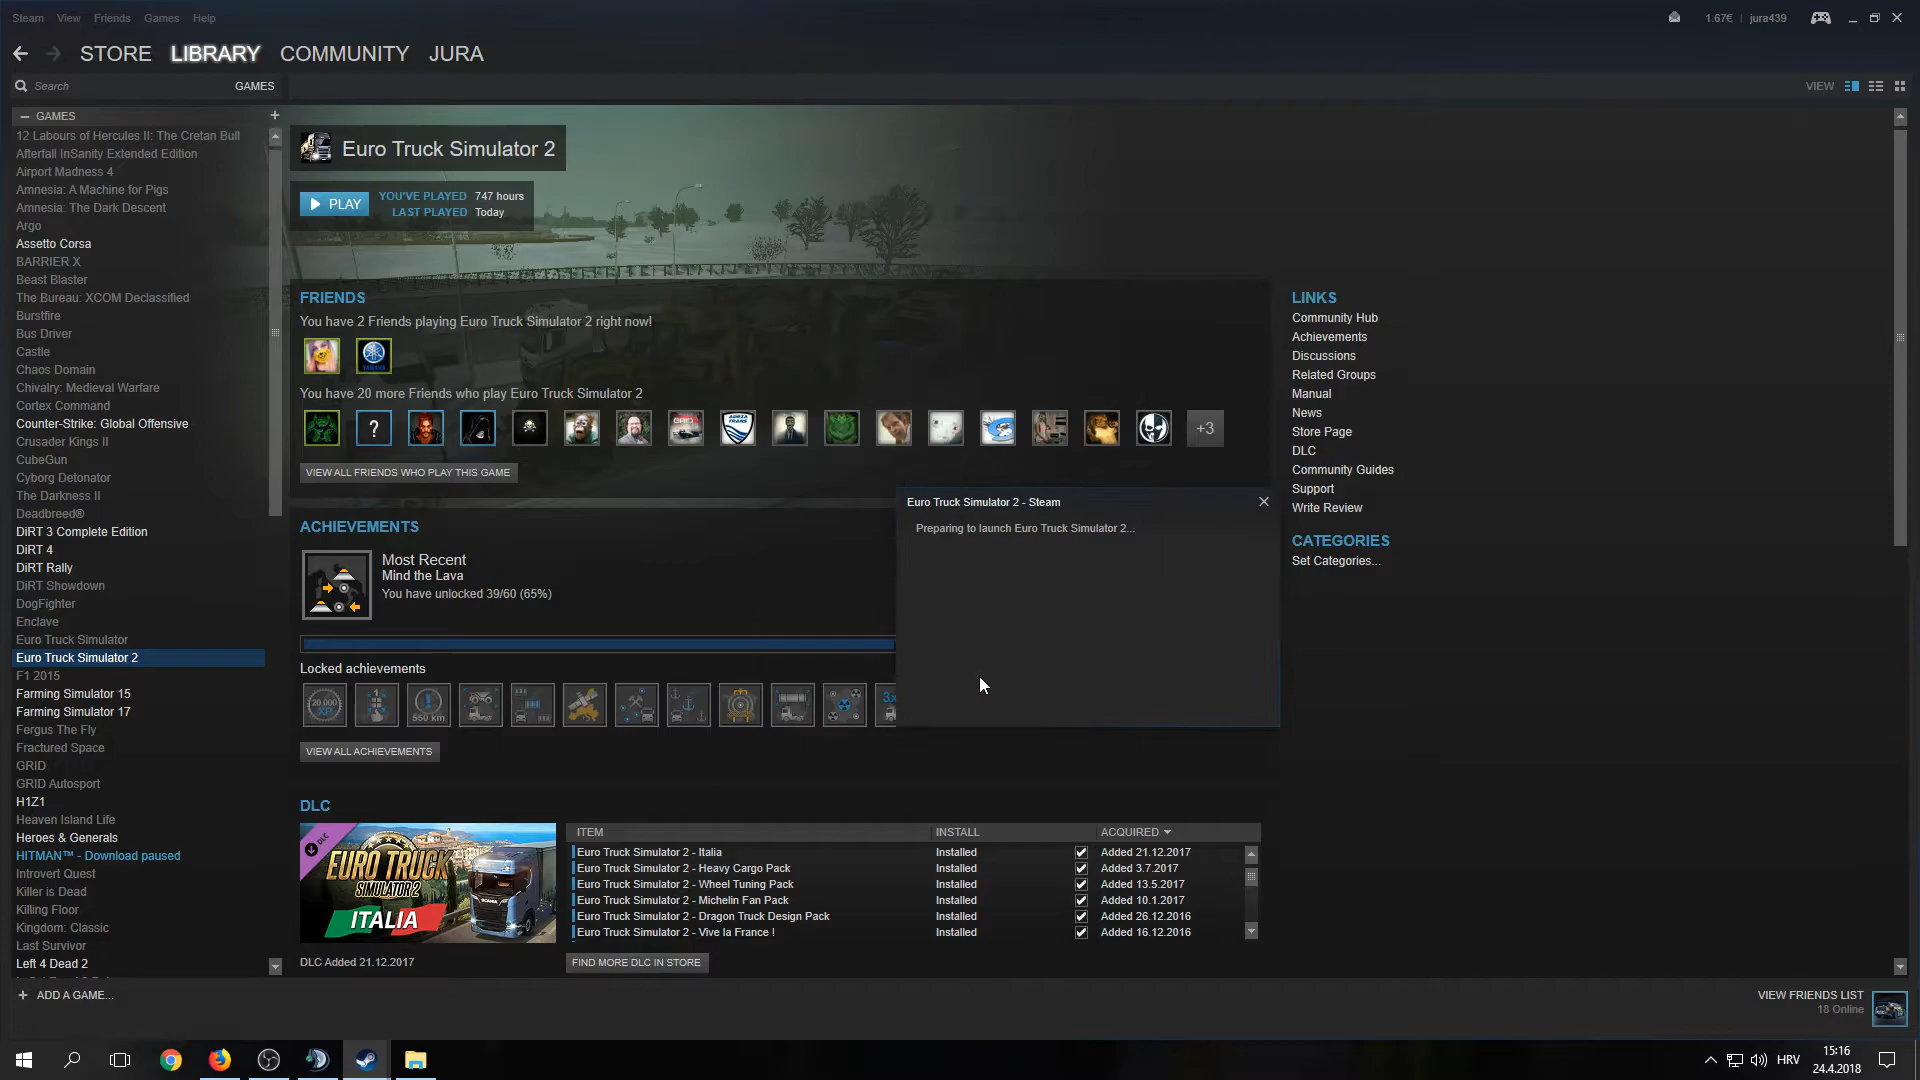 Steam View Friends Games Help
1.67€ jura439
STORE LIBRARY COMMUNITY JURA
Search GAMES
VIEW
GAMES
12 Labours of Hercules II: The Cretan Bull
Afterfall InSanity Extended Edition
Airport Madness 4
Amnesia: A Machine for Pigs
Amnesia: The Dark Descent
Argo
Assetto Corsa
BARRIER X
Beast Blaster
The Bureau: XCOM Declassified
Burstfire
Bus Driver
Castle
Chaos Domain
Chivalry: Medieval Warfare
Cortex Command
Counter-Strike: Global Offensive
Crusader Kings II
CubeGun
Cyborg Detonator
The Darkness II
Deadbreed®
DiRT 3 Complete Edition
DiRT 4
DiRT Rally
DiRT Showdown
DogFighter
Enclave
Euro Truck Simulator
Euro Truck Simulator 2
F1 2015
Farming Simulator 15
Farming Simulator 17
Fergus The Fly
Fractured Space
GRID
GRID Autosport
H1Z1
Heaven Island Life
Heroes & Generals
HITMAN™ - Download paused
Introvert Quest
Killer is Dead
Killing Floor
Kingdom: Classic
Last Survivor
Left 4 Dead 2
ADD A GAME...
Euro Truck Simulator 2
PLAY
YOU'VE PLAYED 747 hours
LAST PLAYED Today
FRIENDS
You have 2 Friends playing Euro Truck Simulator 2 right now!
YAMAHA
You have 20 more Friends who play Euro Truck Simulator 2
?
GRID
ADRIA
TRANS
+3
VIEW ALL FRIENDS WHO PLAY THIS GAME
ACHIEVEMENTS
Most Recent
Mind the Lava
You have unlocked 39/60 (65%)
Locked achievements
20 000
XP
1
550 km
3x
VIEW ALL ACHIEVEMENTS
Euro Truck Simulator 2 - Steam
Preparing to launch Euro Truck Simulator 2...
DLC
DLC
EURO TRUCK
SIMULATOR 2
SCANIA
ITALIA
DLC Added 21.12.2017
ITEM INSTALL ACQUIRED
Euro Truck Simulator 2 - Italia Installed Added 21.12.2017
Euro Truck Simulator 2 - Heavy Cargo Pack Installed Added 3.7.2017
Euro Truck Simulator 2 - Wheel Tuning Pack Installed Added 13.5.2017
Euro Truck Simulator 2 - Michelin Fan Pack Installed Added 10.1.2017
Euro Truck Simulator 2 - Dragon Truck Design Pack Installed Added 26.12.2016
Euro Truck Simulator 2 - Vive la France ! Installed Added 16.12.2016
FIND MORE DLC IN STORE
LINKS
Community Hub
Achievements
Discussions
Related Groups
Manual
News
Store Page
DLC
Community Guides
Support
Write Review
CATEGORIES
Set Categories...
VIEW FRIENDS LIST
18 Online
HRV
15:16
24.4.2018